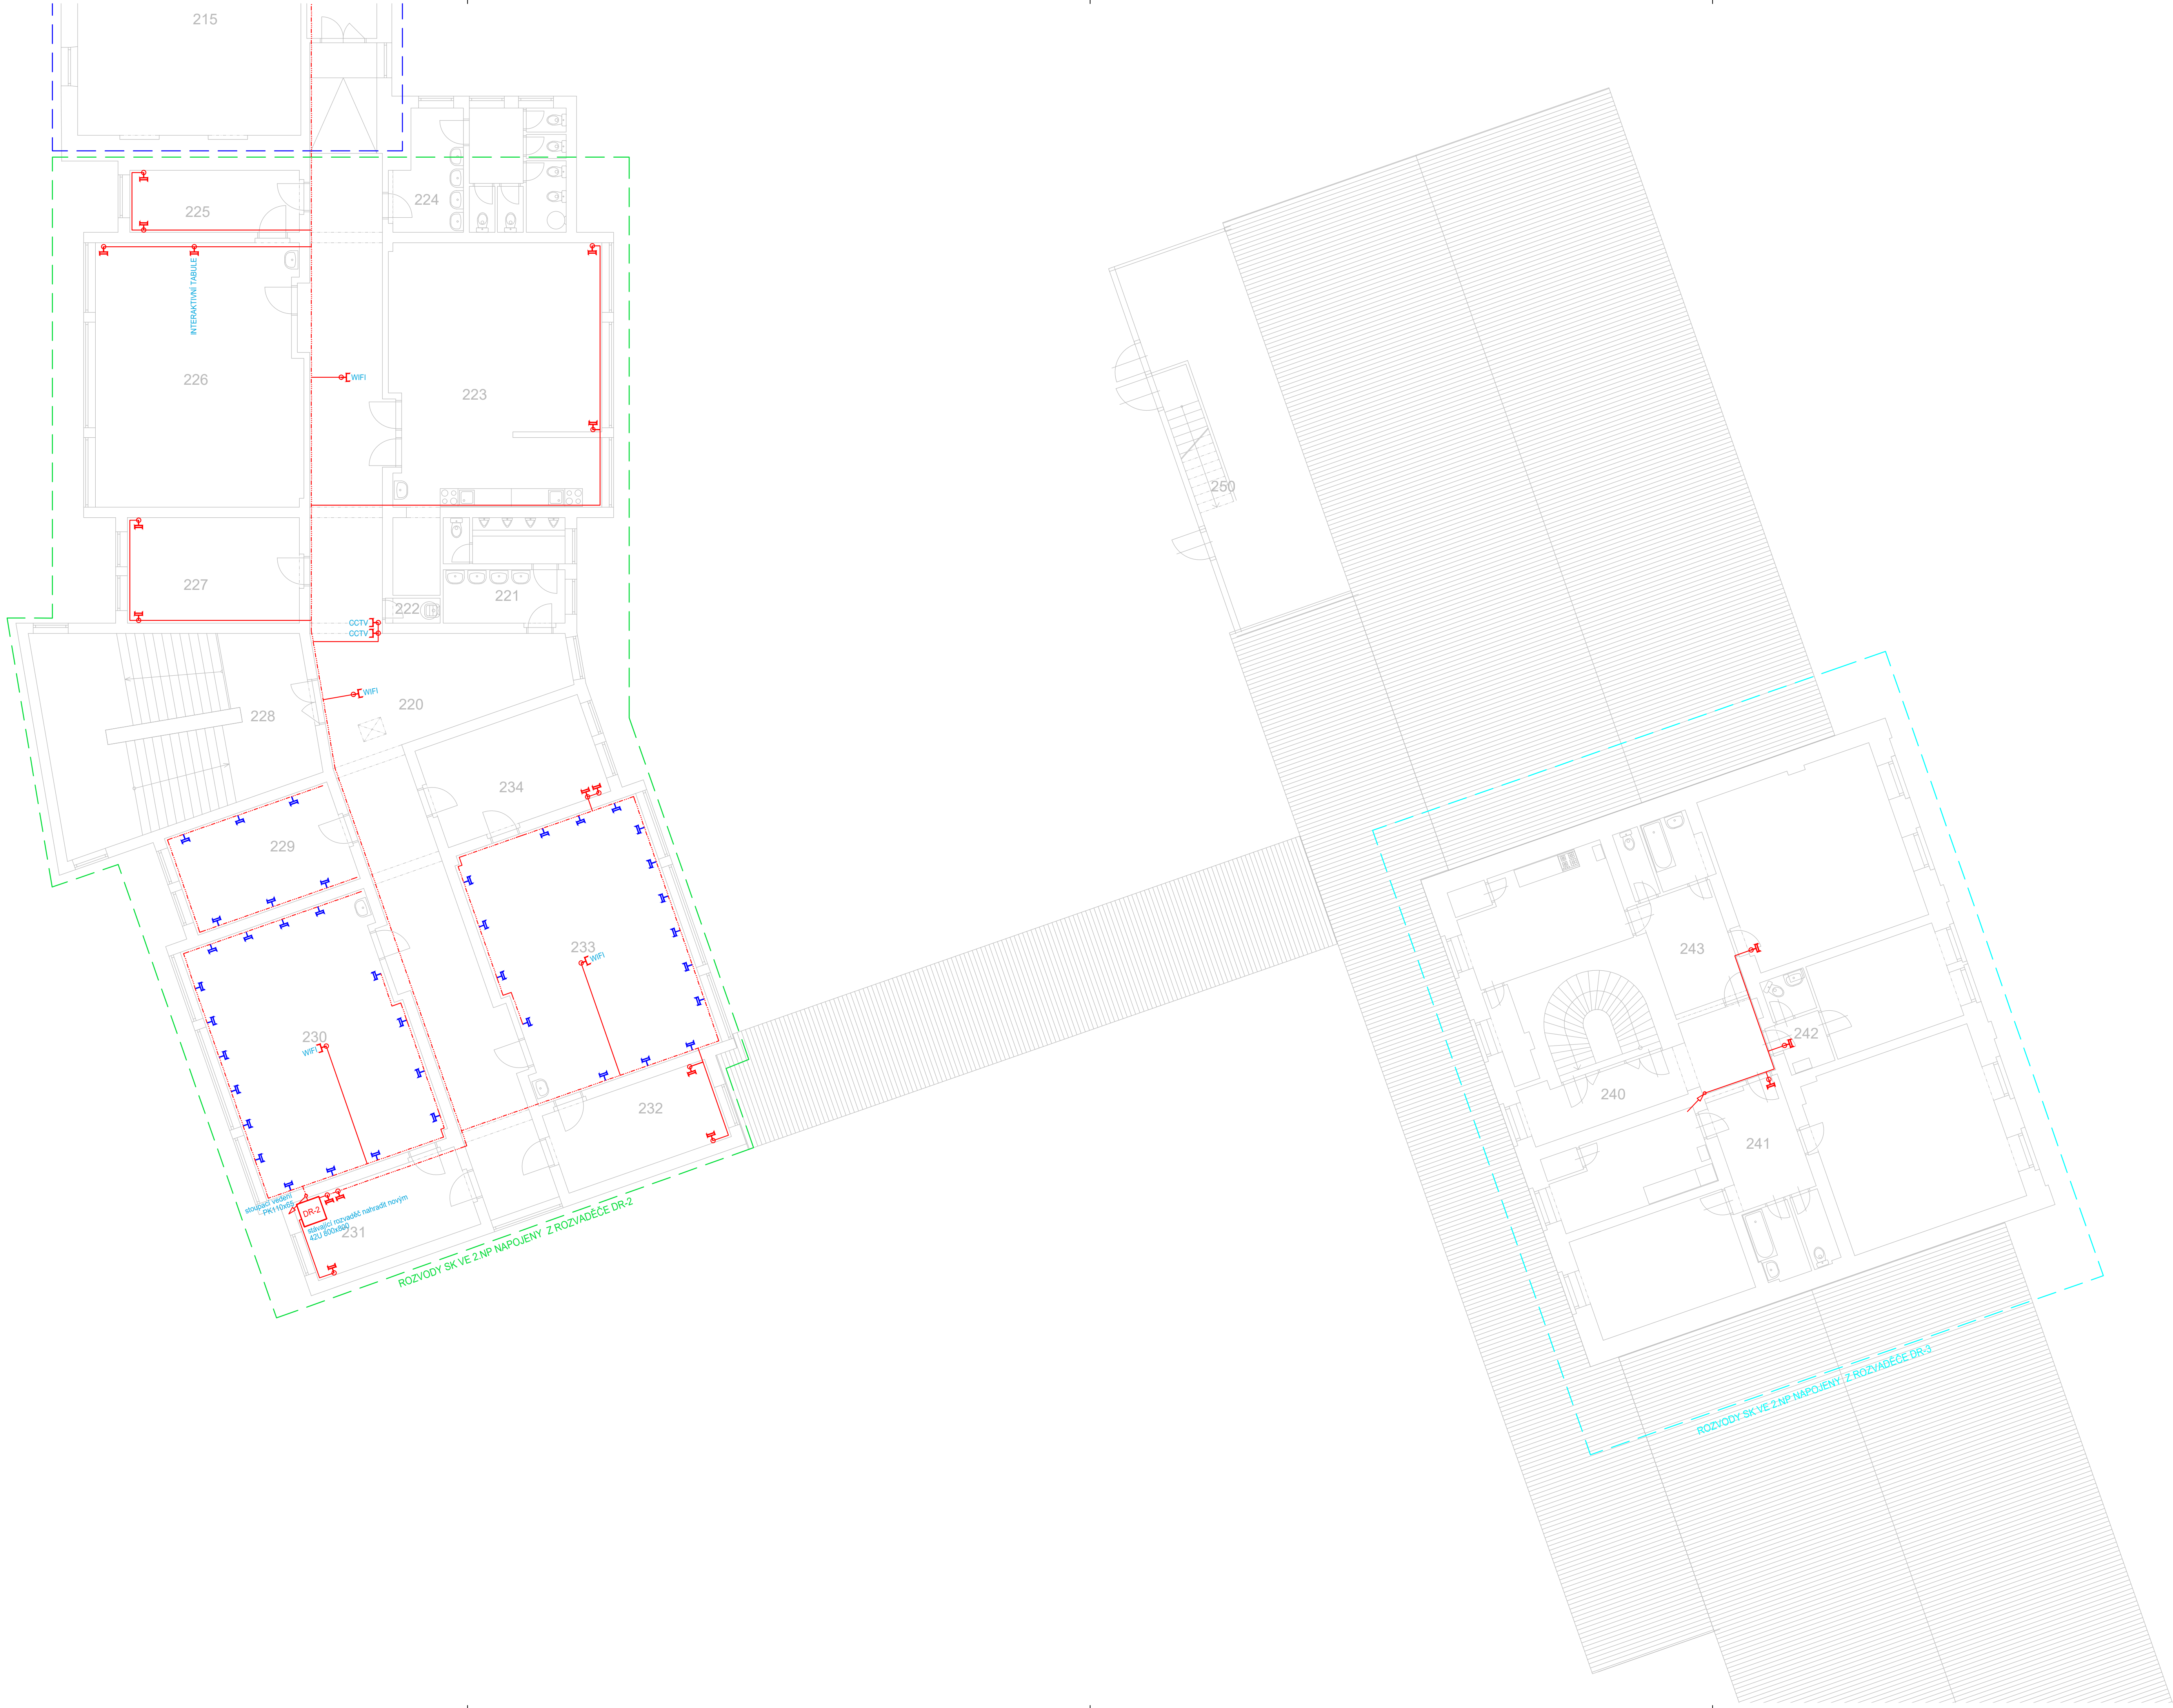 215
225
224
INTERAKTIVNÍ TABULE
226
WIFI
223
250
227
222
221
CCTV
CCTV
WIFI
220
228
234
229
233
WIFI
230
WIFI
243
242
240
241
232
stoupací vedení
PK110x65
DR-2
stávající rozvaděč nahradit novým
42U 800x800
231
ROZVODY SK VE 2.NP NAPOJENY Z ROZVADĚČE DR-2
ROZVODY SK VE 2.NP NAPOJENY Z ROZVADĚČE DR-3